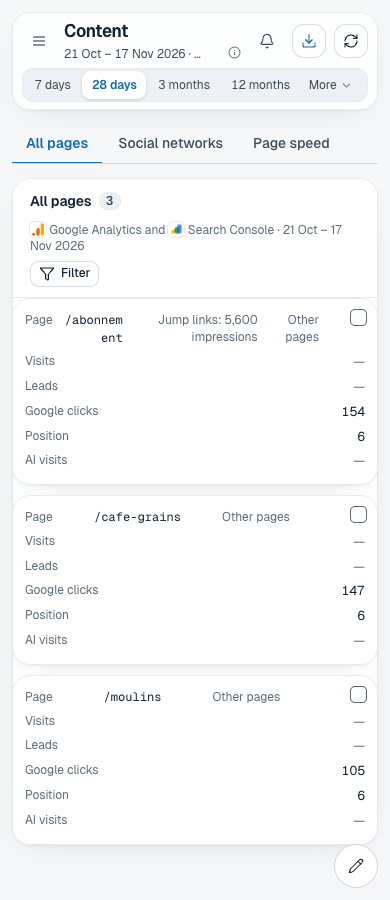 Content
21 Oct – 17 Nov 2026 · …
7 days 28 days 3 months 12 months More
All pages Social networks Page speed
All pages 3
Google Analytics and Search Console · 21 Oct – 17
Nov 2026
Filter
Page /abonnem Jump links: 5,600 Other
ent impressions pages
Visits —
Leads —
Google clicks 154
Position 6
AI visits —
Page /cafe-grains Other pages
Visits —
Leads —
Google clicks 147
Position 6
AI visits —
Page /moulins Other pages
Visits —
Leads —
Google clicks 105
Position 6
AI visits —